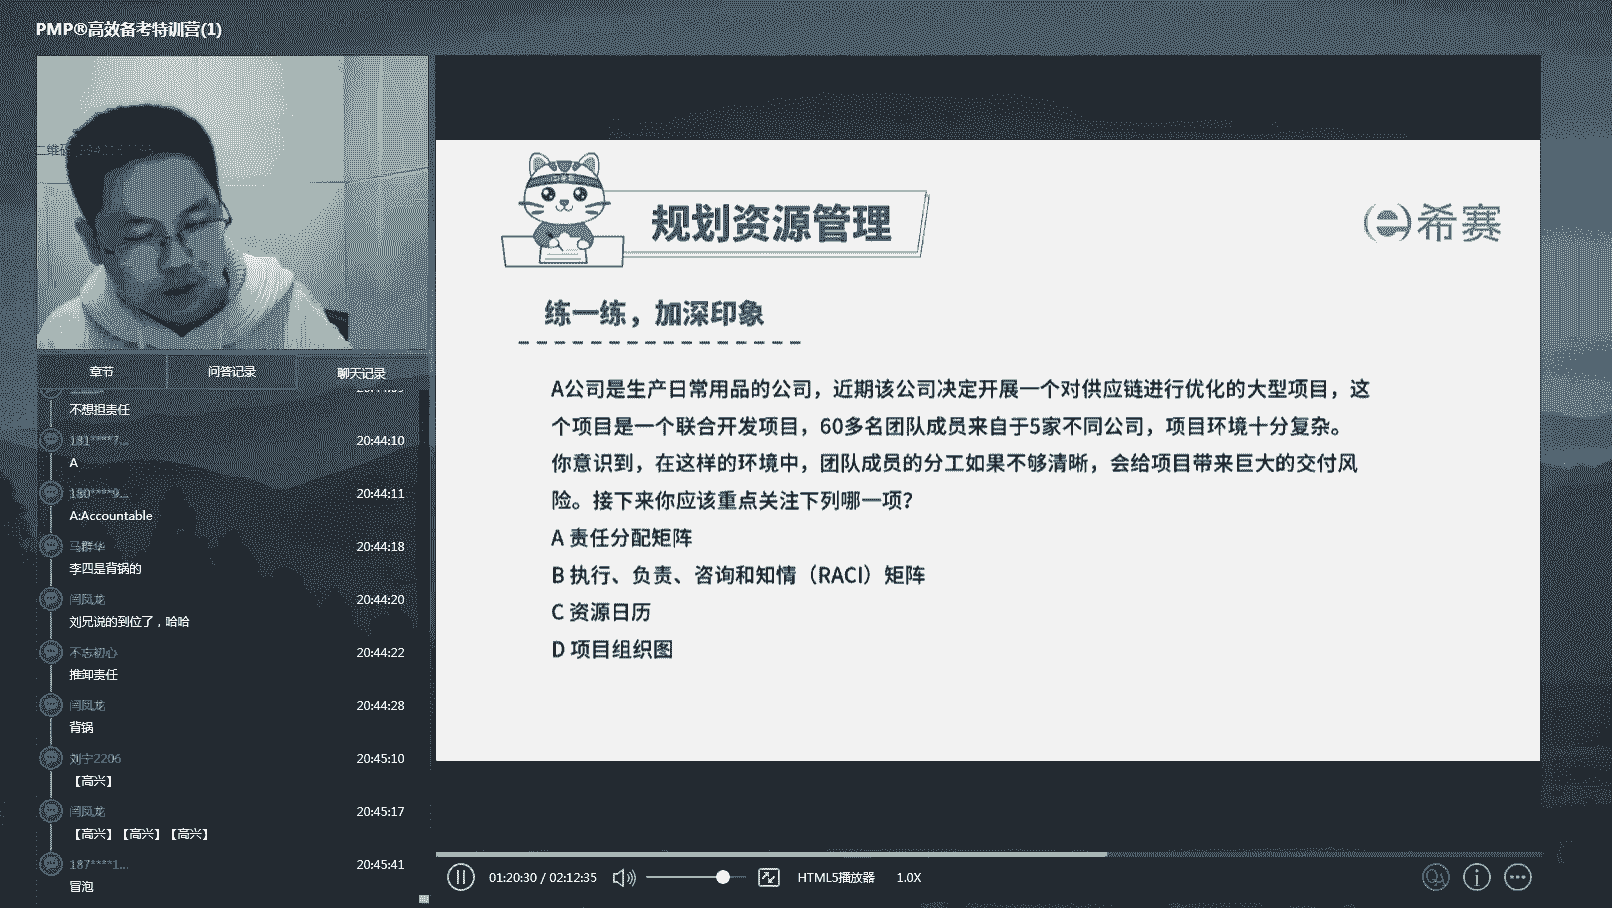 PMP®高效备考特训营(1)
章节
问答记录
聊天记录
不想担责任
181****7...
20:44:10
A
180****9...
20:44:11
A:Accountable
马群华
20:44:18
李四是背锅的
闫凤龙
20:44:20
刘兄说的到位了，哈哈
不忘初心
20:44:22
推卸责任
闫凤龙
20:44:28
背锅
刘宁2206
20:45:10
【高兴】
闫凤龙
20:45:17
【高兴】【高兴】【高兴】
187****1...
20:45:41
冒泡
规划资源管理
希赛
练一练，加深印象
A公司是生产日常用品的公司，近期该公司决定开展一个对供应链进行优化的大型项目，这
个项目是一个联合开发项目，60多名团队成员来自于5家不同公司，项目环境十分复杂。
你意识到，在这样的环境中，团队成员的分工如果不够清晰，会给项目带来巨大的交付风
险。接下来你应该重点关注下列哪一项？
A 责任分配矩阵
B 执行、负责、咨询和知情（RACI）矩阵
C 资源日历
D 项目组织图
01:20:30 / 02:12:35
HTML5播放器
1.0X